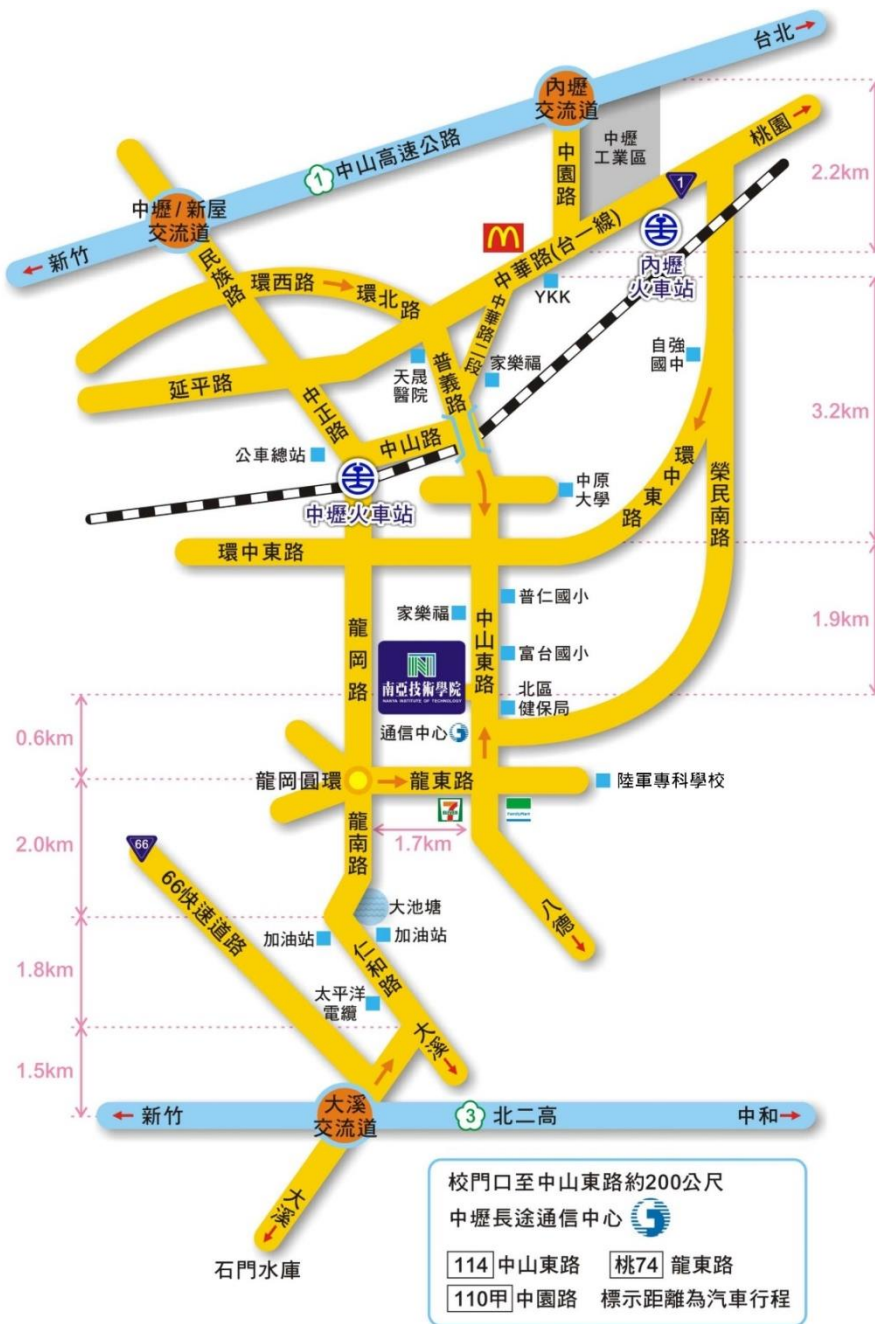 台北
內壢
交流道
中壢
工業區
桃園
2.2km
中園路
1
中山高速公路
1
中壢/新屋
交流道
新竹
民族路
環西路
環北路
中華路(台一線)
內壢
火車站
YKK
中華路二段
自強
國中
家樂福
天晟
醫院
普義路
延平路
中正路
3.2km
中山路
公車總站
中壢火車站
中原
大學
環中東路
榮民南路
環中東路
普仁國小
家樂福
中山東路
1.9km
龍岡路
富台國小
南亞技術學院
NANYA INSTITUTE OF TECHNOLOGY
北區
健保局
通信中心
0.6km
龍岡圓環
龍東路
陸軍專科學校
7
FamilyMart
1.7km
2.0km
龍南路
66
66快速道路
大池塘
加油站
加油站
八德
仁和路
1.8km
太平洋
電纜
大溪
1.5km
新竹
大溪
交流道
3
北二高
中和
大溪
石門水庫
校門口至中山東路約200公尺
中壢長途通信中心
114 中山東路 桃74 龍東路
110甲 中園路 標示距離為汽車行程